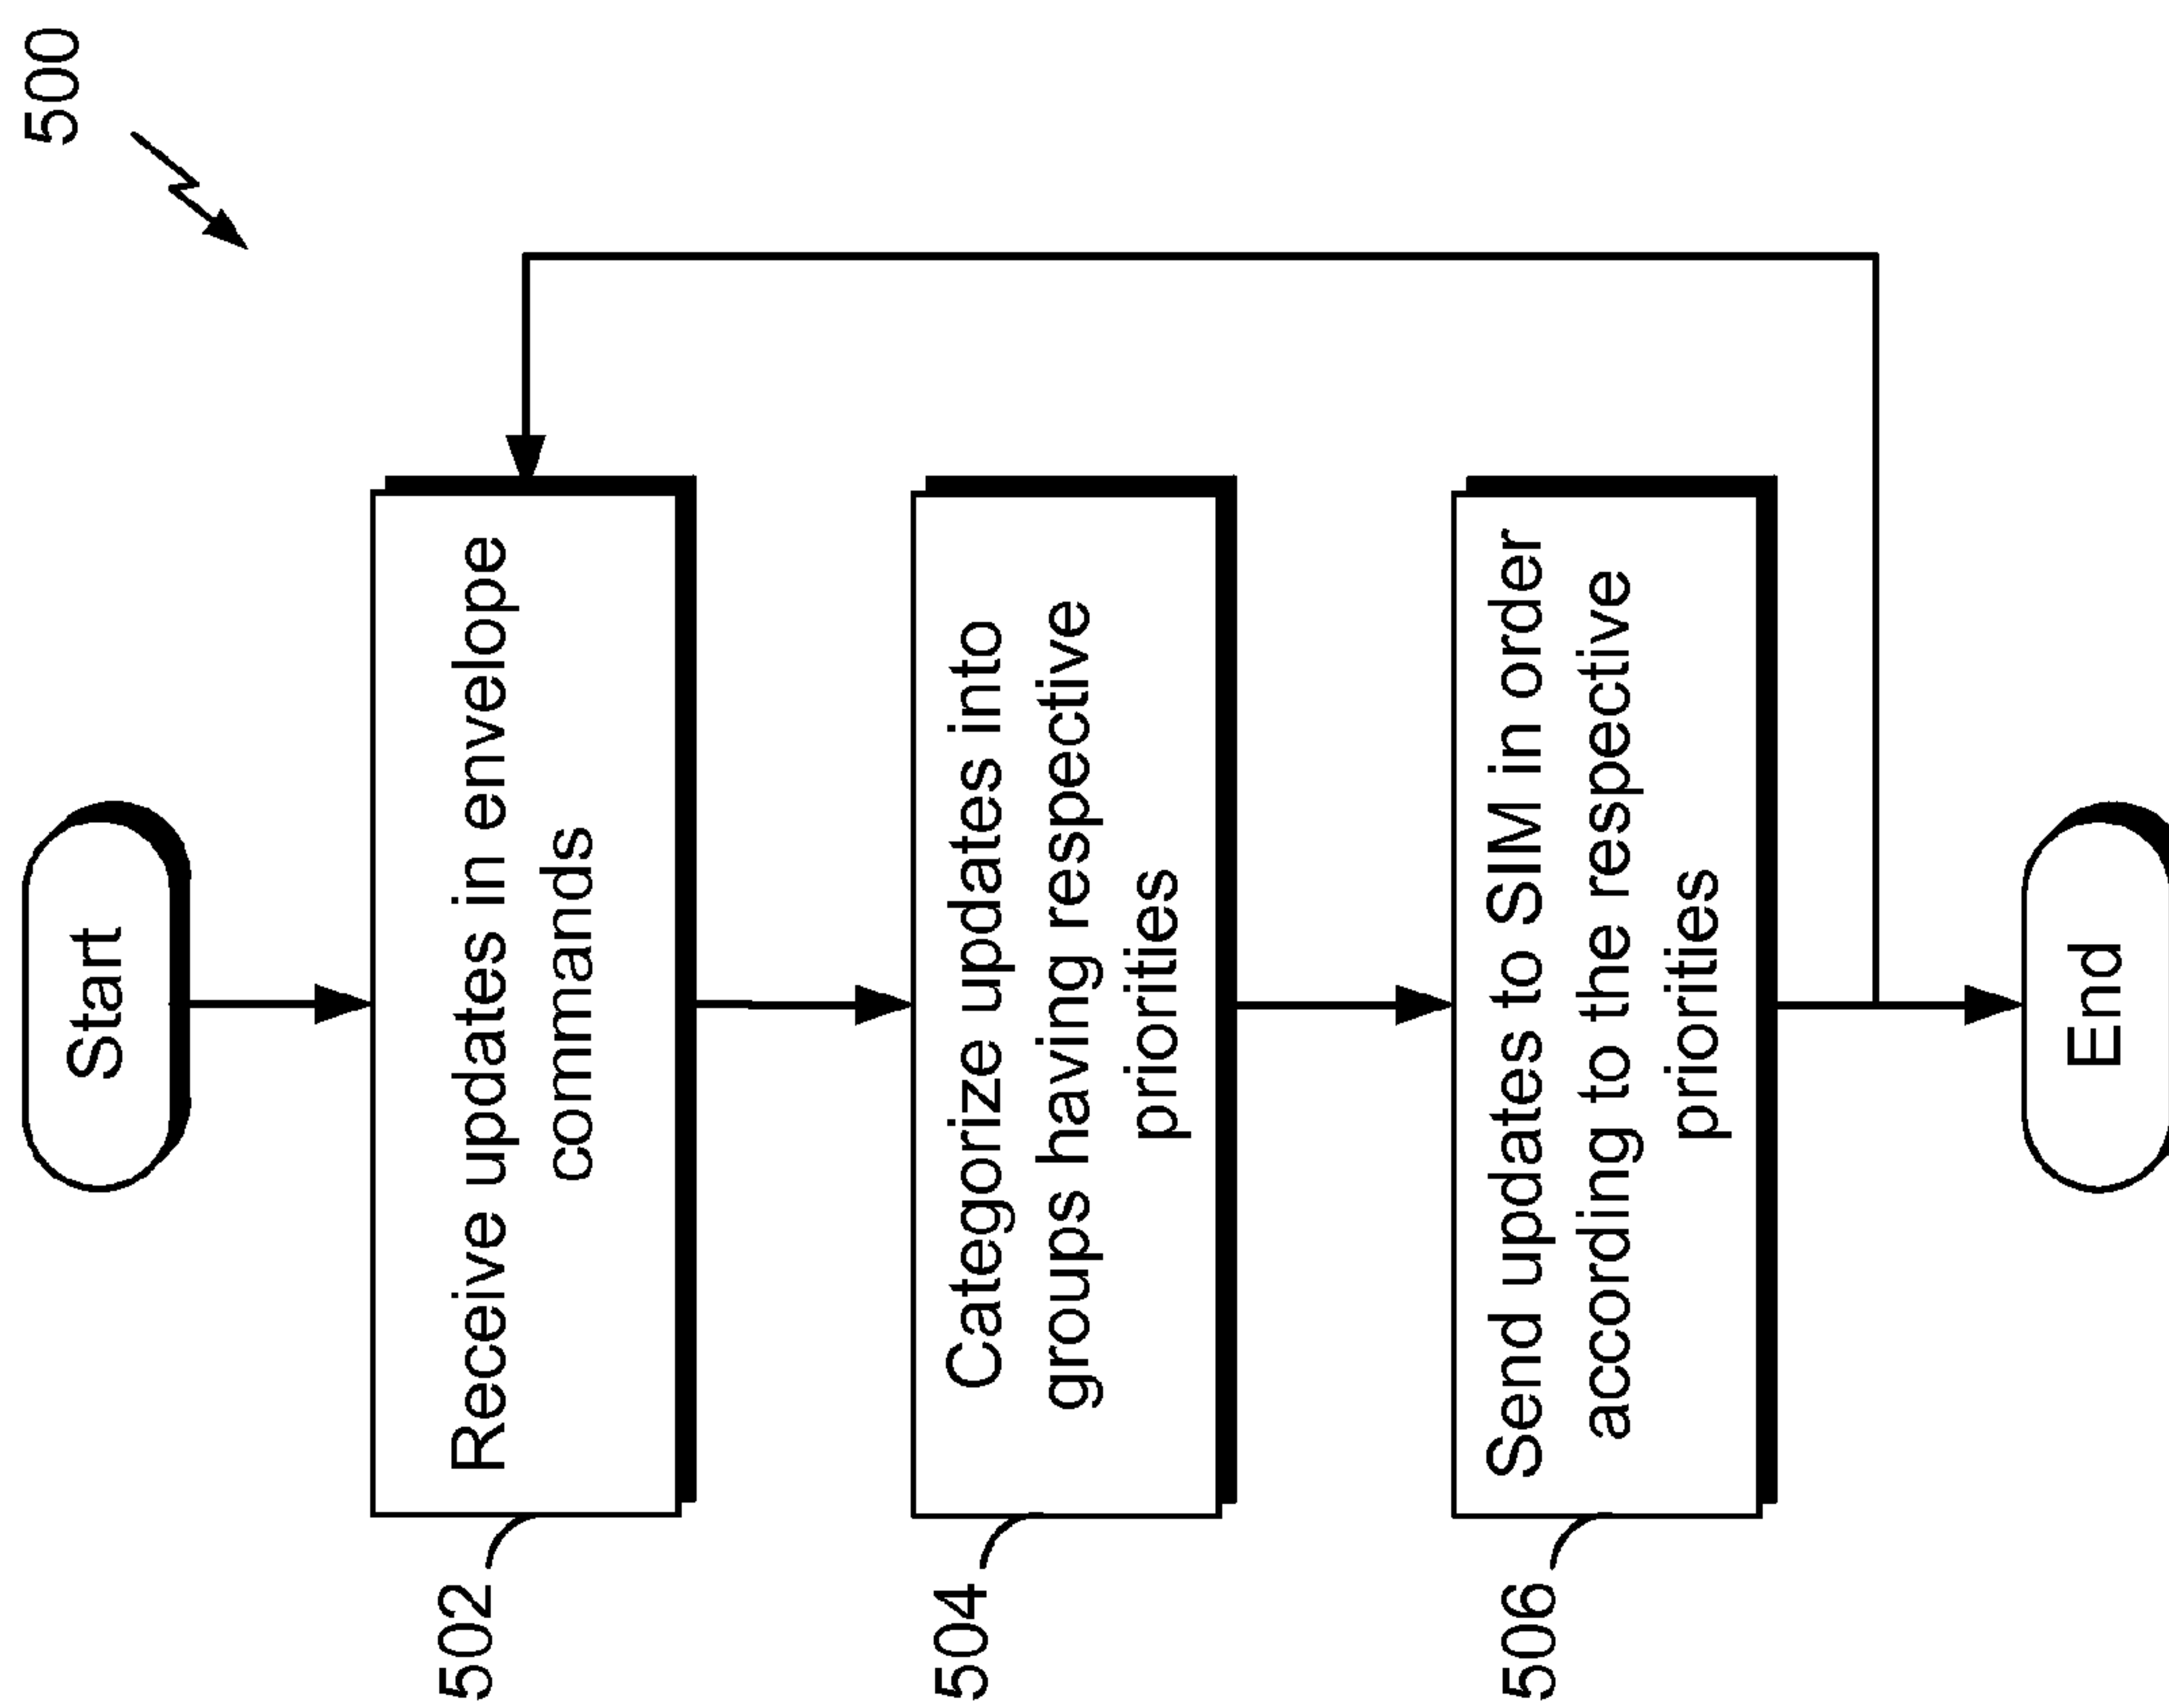 500
Start
502
Receive updates in envelope
commands
504
Categorize updates into
groups having respective
priorities
506
Send updates to SIM in order
according to the respective
priorities
End